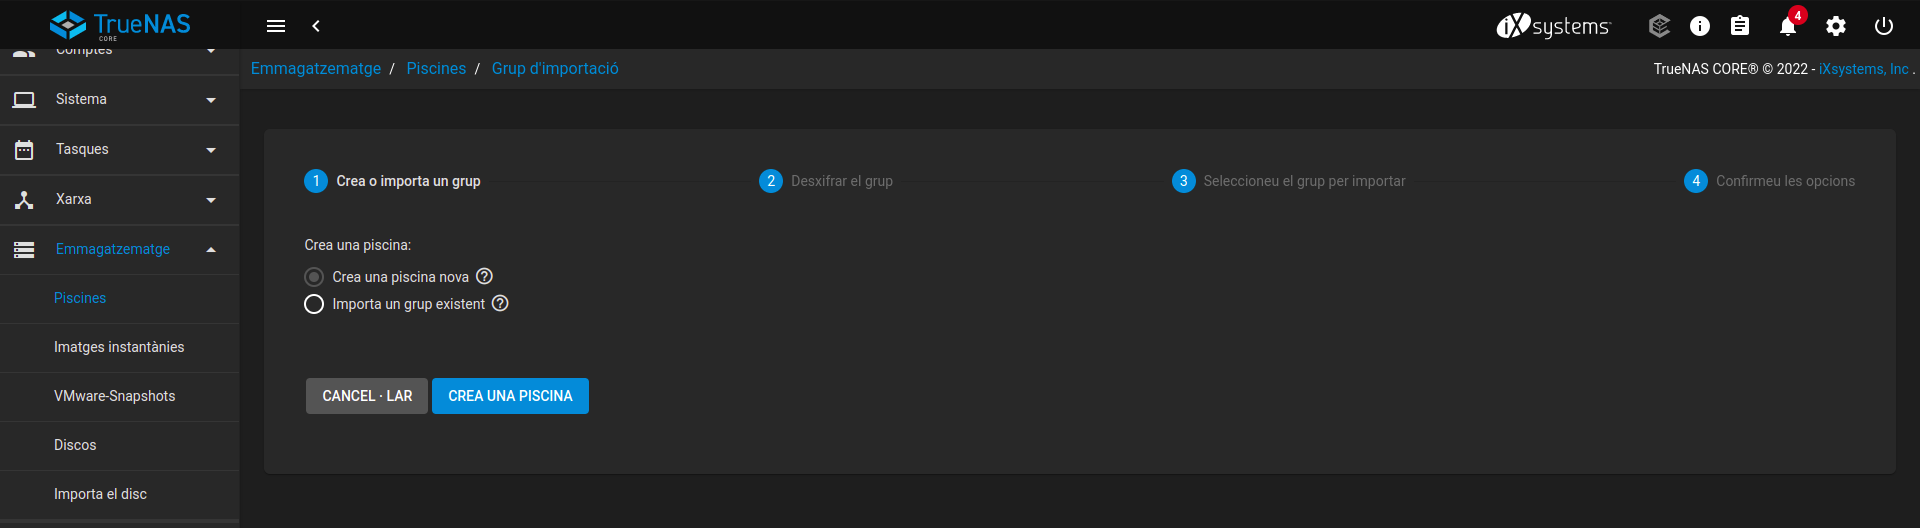 TrueNAS
CORE
iXsystems
4
Emmagatzematge / Piscines / Grup d'importació
TrueNAS CORE® © 2022 - iXsystems, Inc .
Comptes
Sistema
Tasques
Xarxa
Emmagatzematge
Piscines
Imatges instantànies
VMware-Snapshots
Discos
Importa el disc
1 Crea o importa un grup
2 Desxifrar el grup
3 Seleccioneu el grup per importar
4 Confirmeu les opcions
Crea una piscina:
Crea una piscina nova
Importa un grup existent
CANCEL · LAR
CREA UNA PISCINA